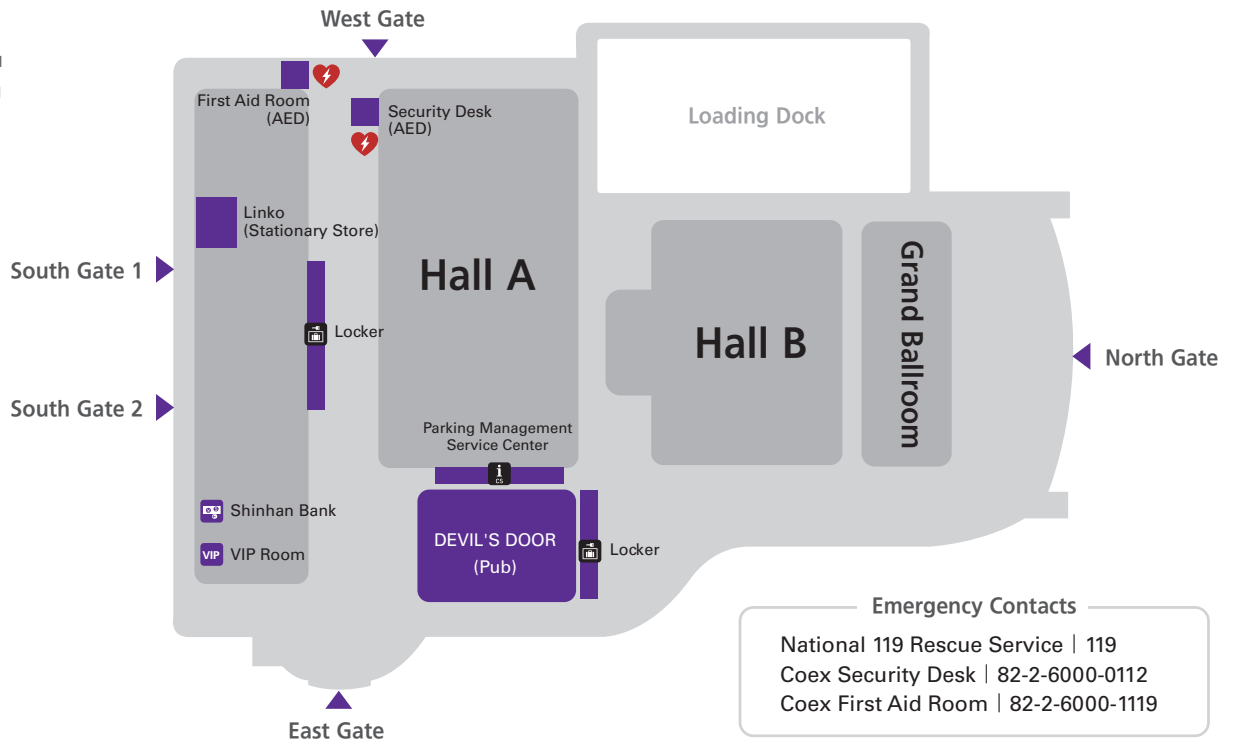 West Gate
First Aid Room
(AED)
Security Desk
(AED)
Loading Dock
Linko
(Stationary Store)
South Gate 1
Hall A
Grand Ballroom
Locker
Hall B
North Gate
South Gate 2
Parking Management
Service Center
i
CS
Shinhan Bank
DEVIL'S DOOR
(Pub)
Locker
VIP
VIP Room
East Gate
Emergency Contacts
National 119 Rescue Service | 119
Coex Security Desk | 82-2-6000-0112
Coex First Aid Room | 82-2-6000-1119